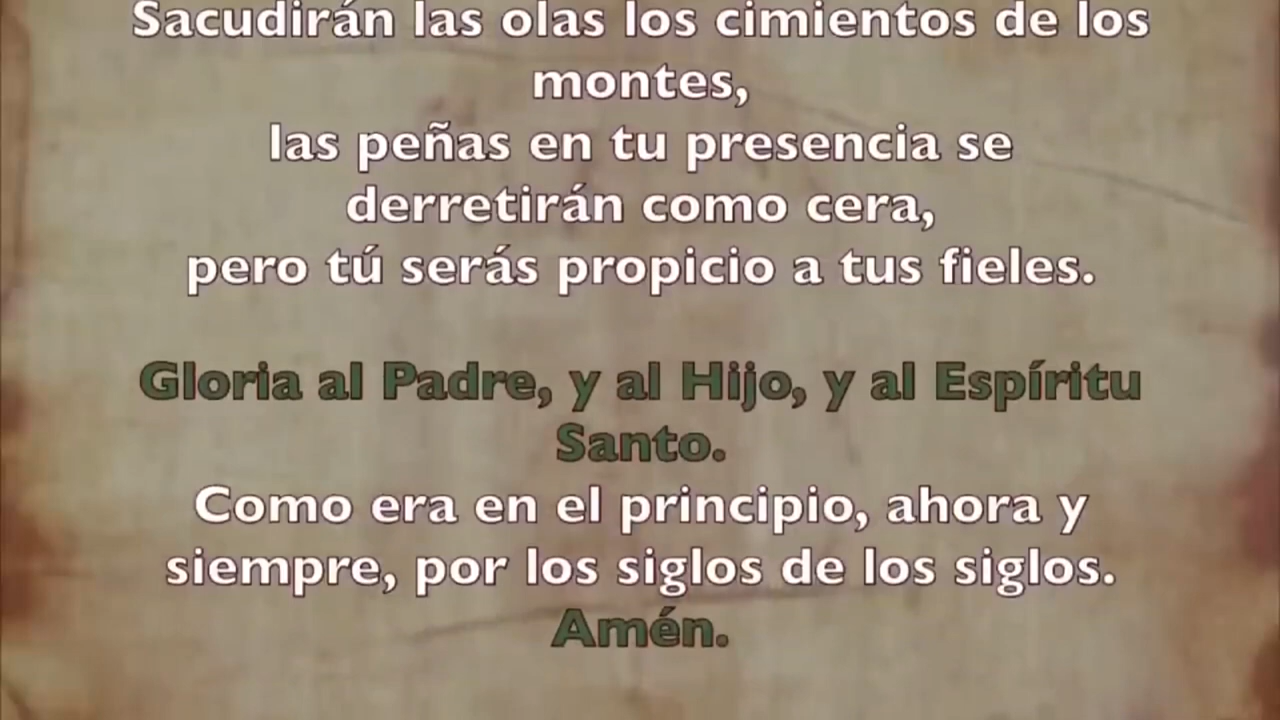 Sacudirán las olas los cimientos de los
montes,
las peñas en tu presencia se
derretirán como cera,
pero tú serás propicio a tus fieles.
Gloria al Padre, y al Hijo, y al Espíritu
Santo.
Como era en el principio, ahora y
siempre, por los siglos de los siglos.
Amén.